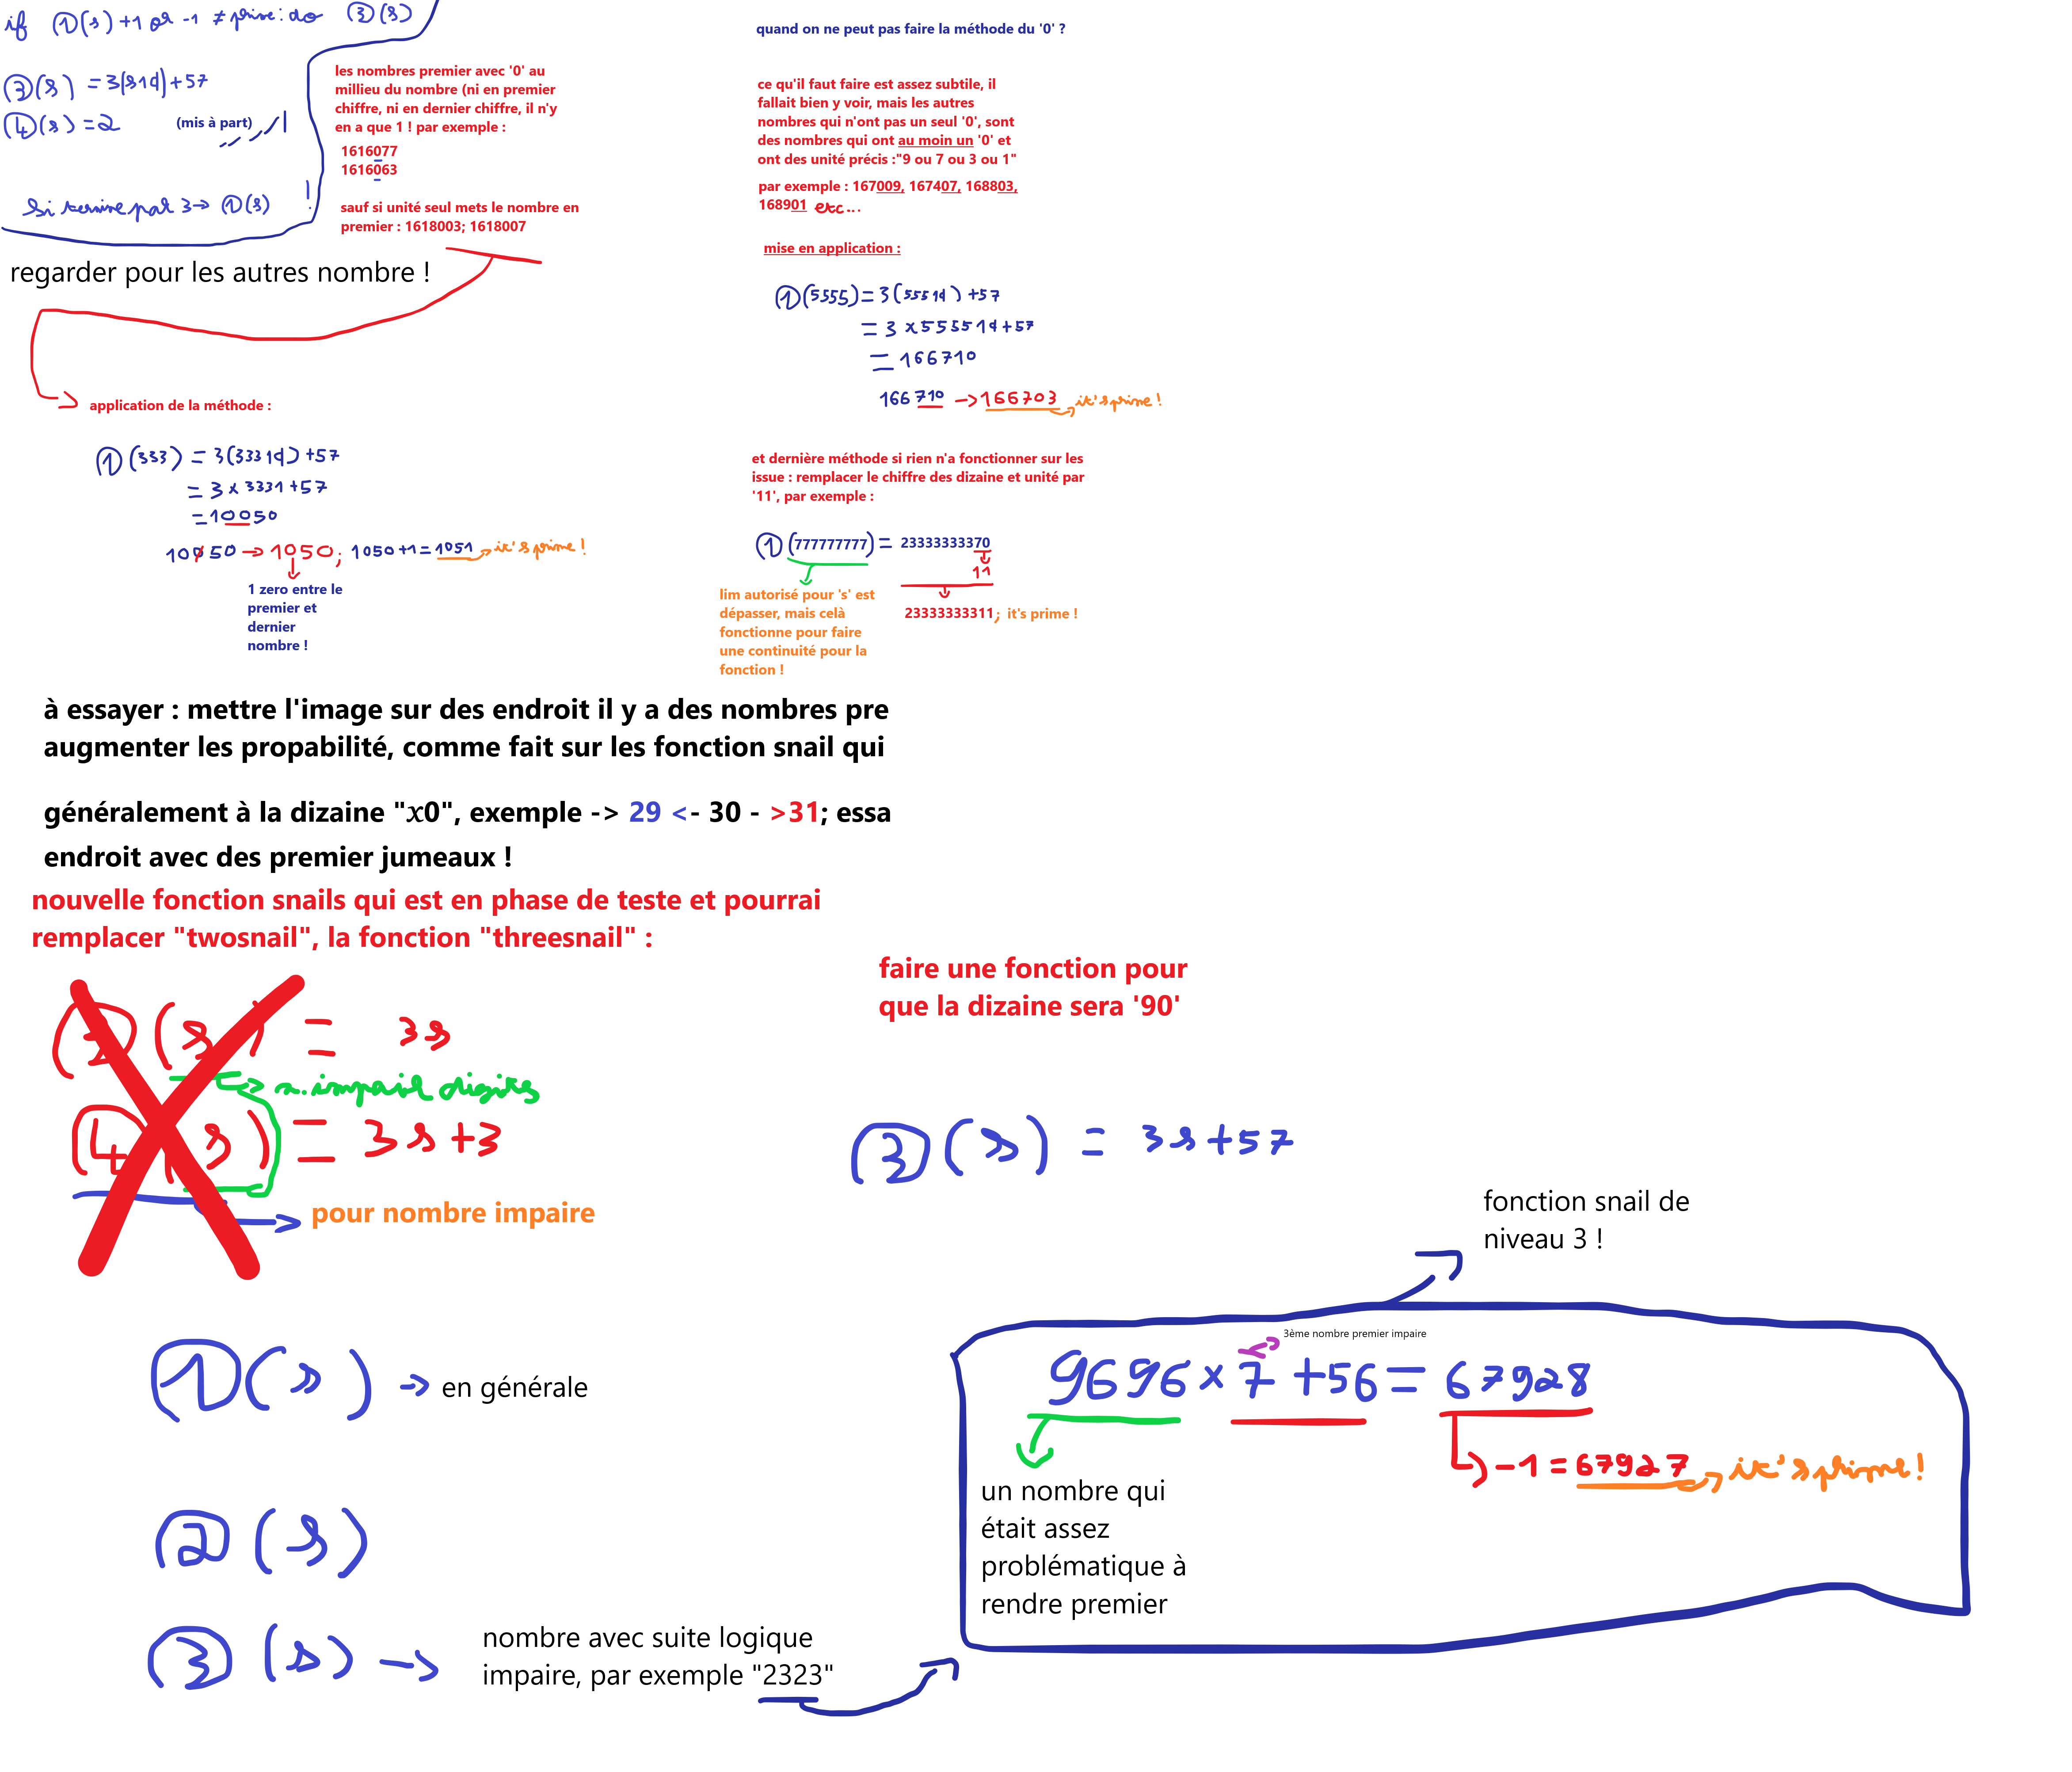 if ①(s)+1 or -1 ≠ prime: do ③(s)
③(s) = 3(s1d)+57
④(s) = 2 (mis à part)
si termine par 3 → ①(s) !
les nombres premier avec '0' au
millieu du nombre (ni en premier
chiffre, ni en dernier chiffre, il n'y
en a que 1 ! par exemple :
1616077
1616063
sauf si unité seul mets le nombre en
premier : 1618003; 1618007
regarder pour les autres nombre !
application de la méthode :
①(333) = 3(3331d)+57
= 3 x 3331+57
=10050
10050 → 1050; 1050+1=1051 → it's prime !
1 zero entre le
premier et
dernier
nombre !
quand on ne peut pas faire la méthode du '0' ?
ce qu'il faut faire est assez subtile, il
fallait bien y voir, mais les autres
nombres qui n'ont pas un seul '0', sont
des nombres qui ont au moin un '0' et
ont des unité précis :"9 ou 7 ou 3 ou 1"
par exemple : 167009, 167407, 168803,
168901 etc...
mise en application :
①(5555)=3(55551d)+57
= 3 x555551d+57
= 166710
166710 → 166703 → it's prime !
et dernière méthode si rien n'a fonctionner sur les
issue : remplacer le chiffre des dizaine et unité par
'11', par exemple :
①(777777777) = 23333333370
11
23333333311; it's prime !
lim autorisé pour 's' est
dépasser, mais celà
fonctionne pour faire
une continuité pour la
fonction !
à essayer : mettre l'image sur des endroit il y a des nombres pre
augmenter les propabilité, comme fait sur les fonction snail qui
généralement à la dizaine "x0", exemple -> 29 <- 30 - >31; essa
endroit avec des premier jumeaux !
nouvelle fonction snails qui est en phase de teste et pourrai
remplacer "twosnail", la fonction "threesnail" :
③(s) = 3s
n. impair digits
④(s) = 3s+3
pour nombre impaire
faire une fonction pour
que la dizaine sera '90'
③(s) = 3s+57
①(s) → en générale
②(s)
③(s) → nombre avec suite logique
impaire, par exemple "2323"
fonction snail de
niveau 3 !
3ème nombre premier impaire
9696 x 7 +56 = 67928
-1 = 67927 → it's prime !
un nombre qui
était assez
problématique à
rendre premier